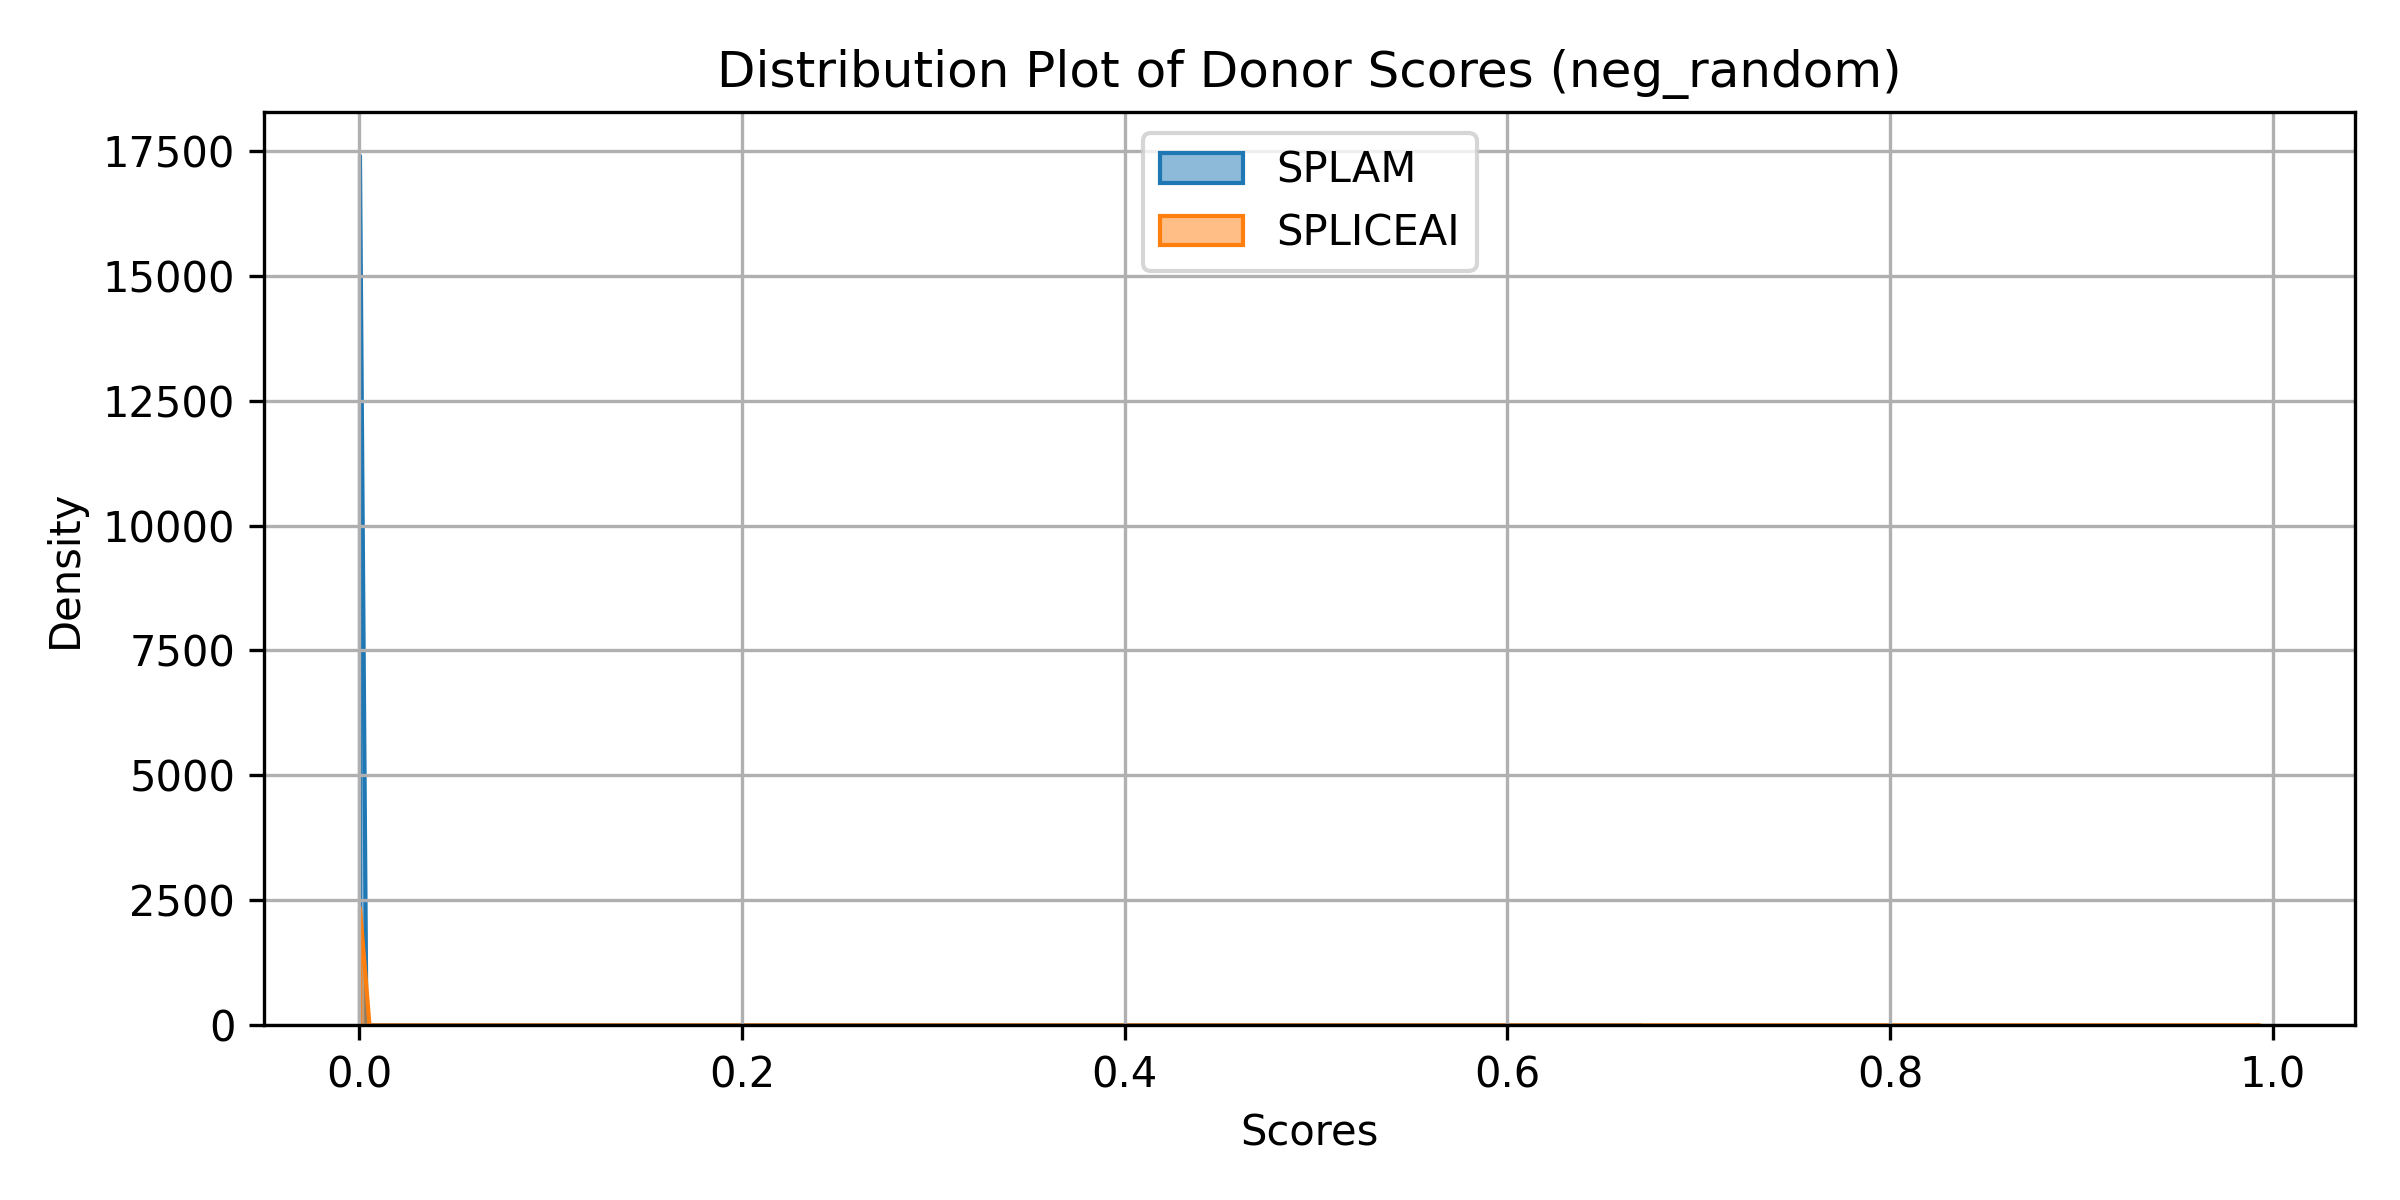 Distribution Plot of Donor Scores (neg_random)
SPLAM
SPLICEAI
17500
15000
12500
10000
7500
5000
2500
0
Density
0.0 0.2 0.4 0.6 0.8 1.0
Scores